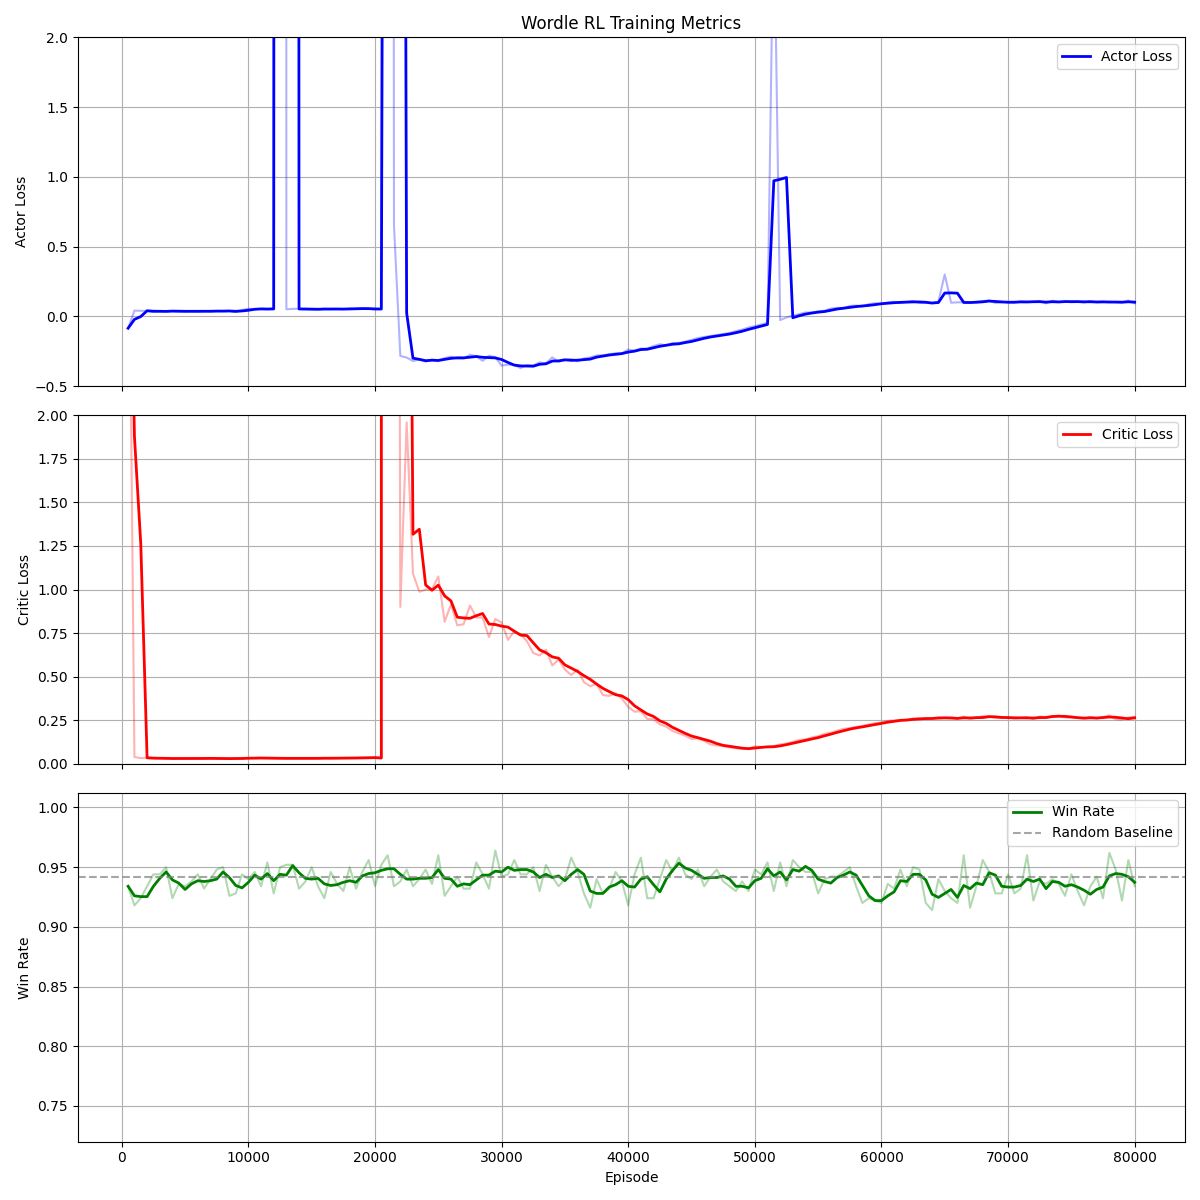 Wordle RL Training Metrics
2.0
1.5
1.0
0.5
0.0
−0.5
Actor Loss
Actor Loss
2.00
1.75
1.50
1.25
1.00
0.75
0.50
0.25
0.00
Critic Loss
Critic Loss
1.00
0.95
0.90
0.85
0.80
0.75
Win Rate
Win Rate
Random Baseline
0 10000 20000 30000 40000 50000 60000 70000 80000
Episode